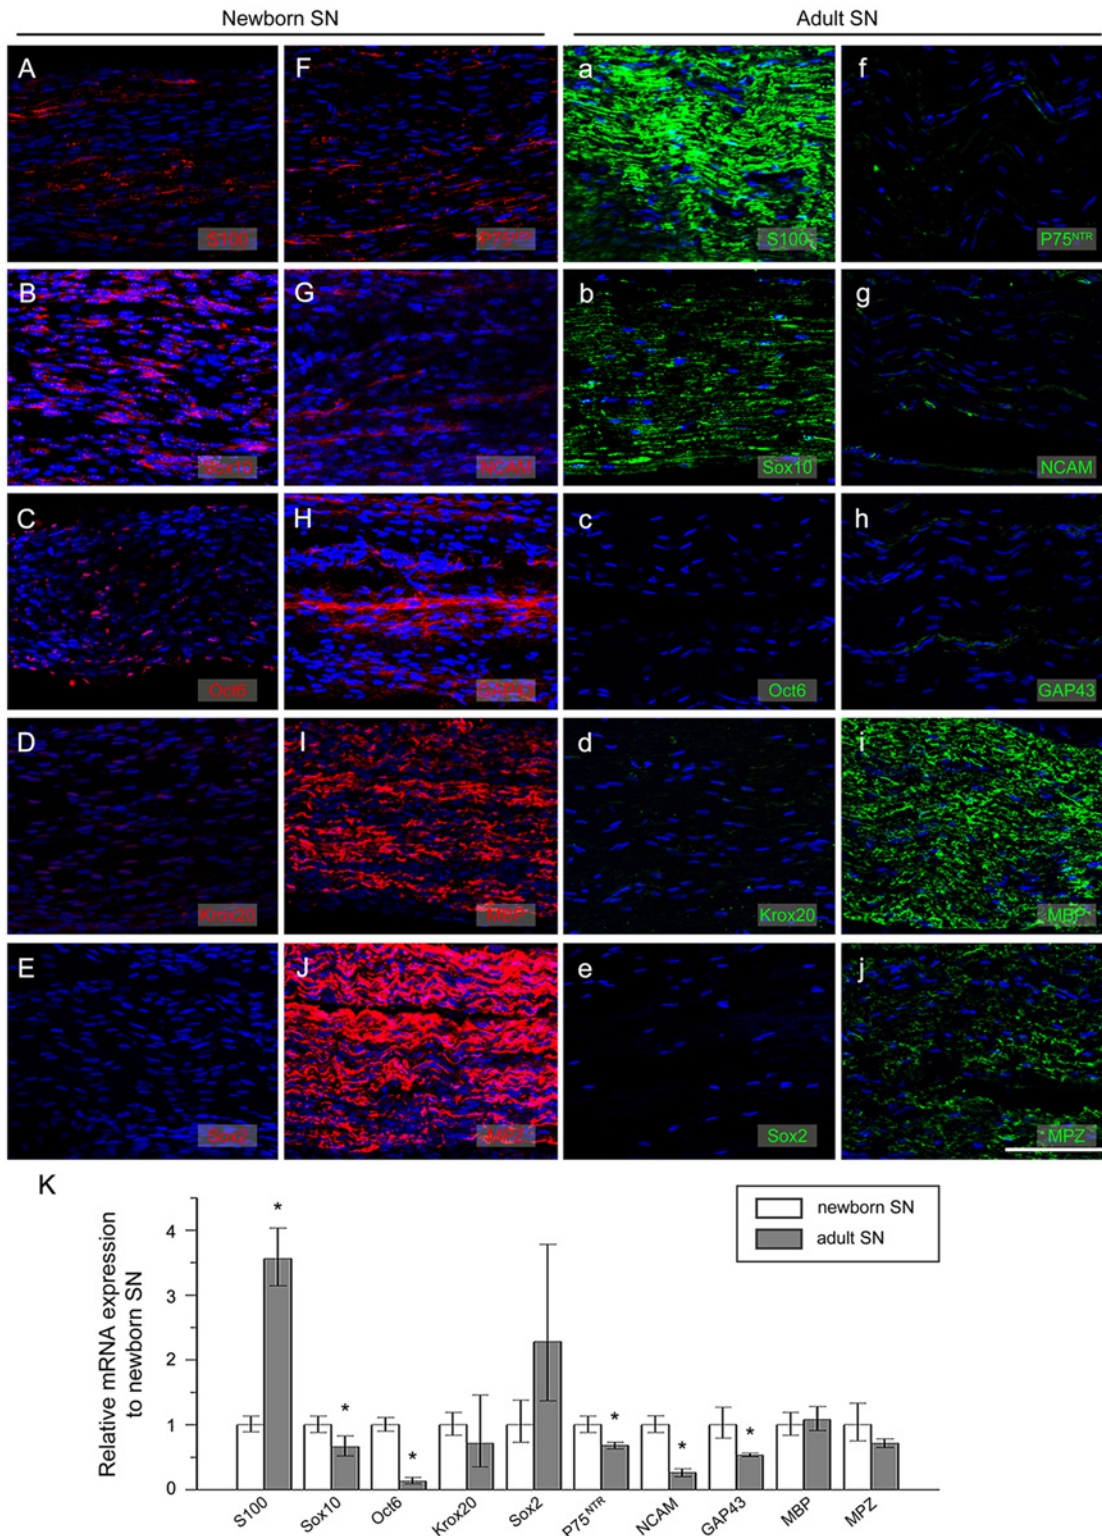 Newborn SN
Adult SN
A
S100
F
P75NTR
a
S100
f
P75NTR
B
Sox10
G
NCAM
b
Sox10
g
NCAM
C
Oct6
H
GAP43
c
Oct6
h
GAP43
D
Krox20
I
MBP
d
Krox20
i
MBP
E
Sox2
J
MPZ
e
Sox2
j
MPZ
K
Relative mRNA expression
to newborn SN
4
3
2
1
0
*
*
*
*
*
*
newborn SN
adult SN
S100
Sox10
Oct6
Krox20
Sox2
P75NTR
NCAM
GAP43
MBP
MPZ